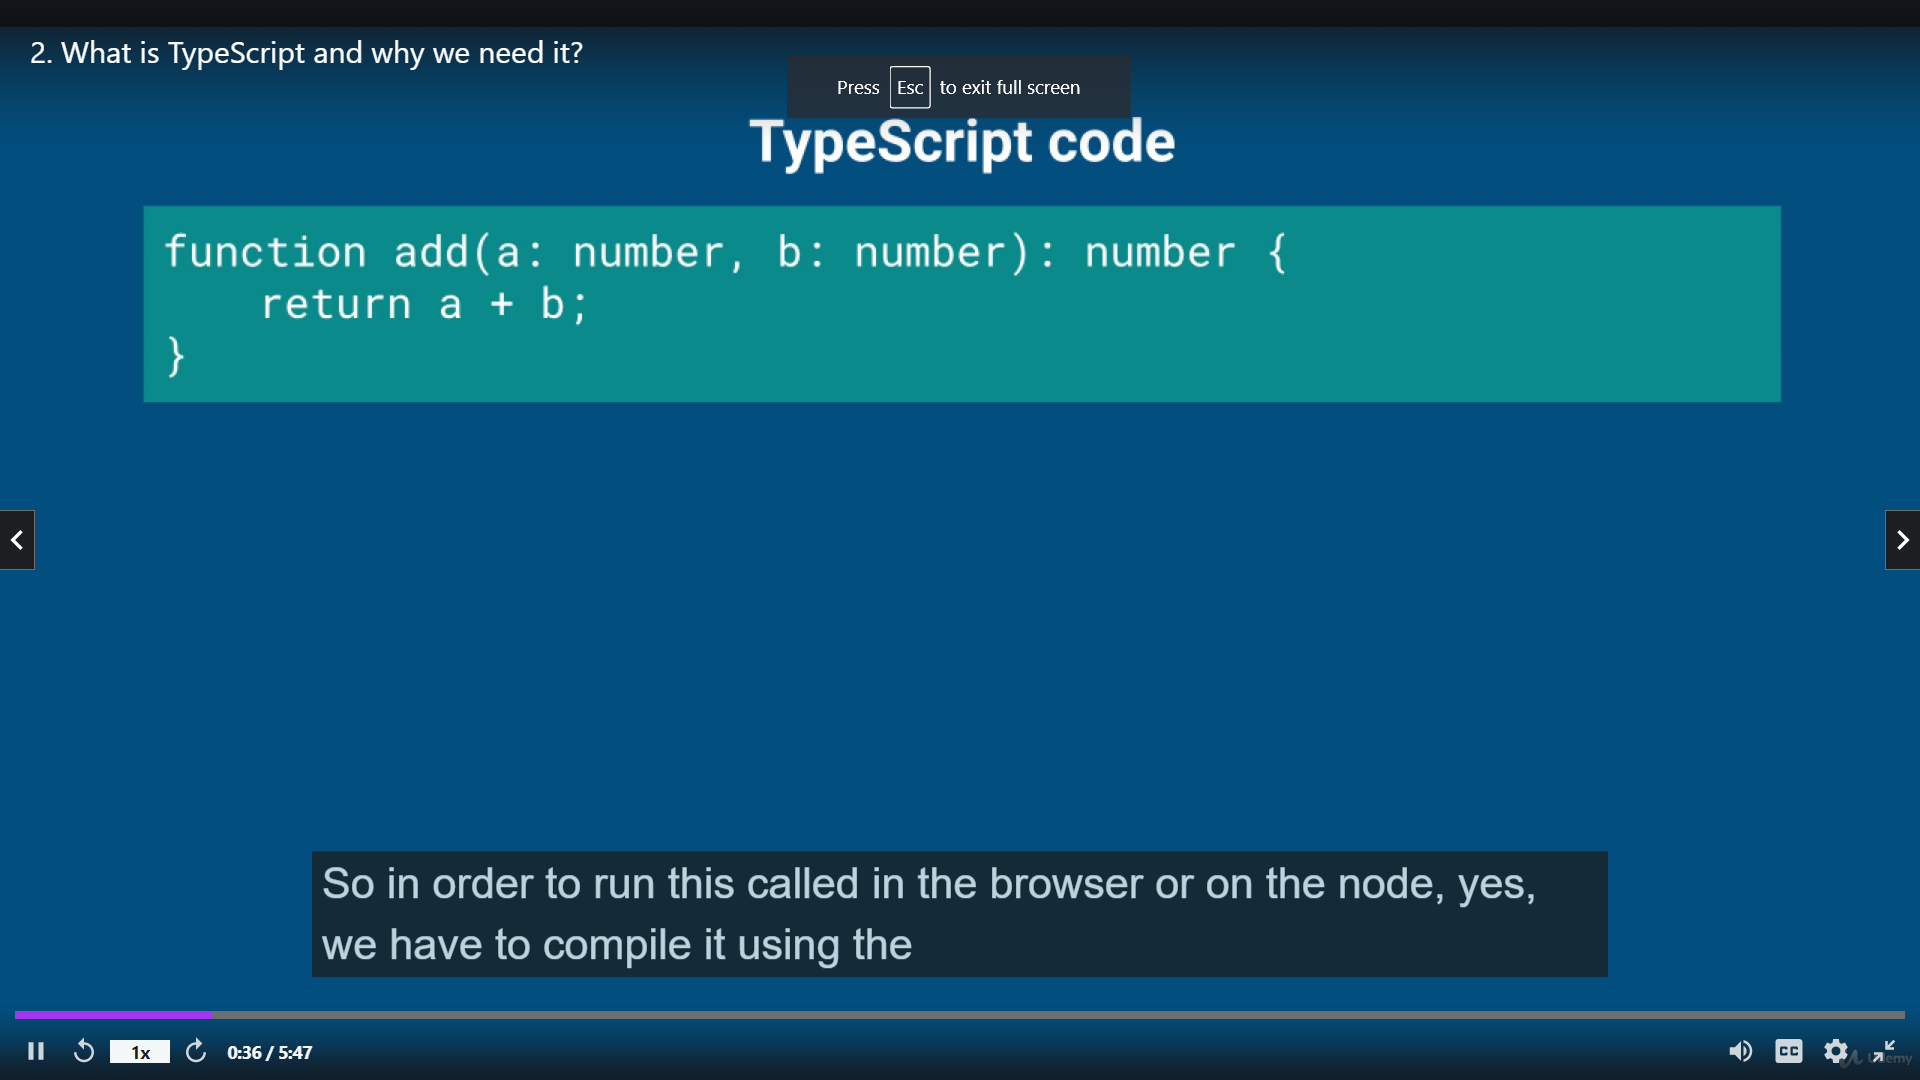 2. What is TypeScript and why we need it?
Press Esc to exit full screen
TypeScript code
function add(a: number, b: number): number {
    return a + b;
}
So in order to run this called in the browser or on the node, yes,
we have to compile it using the
1x
0:36 / 5:47
CC
Udemy